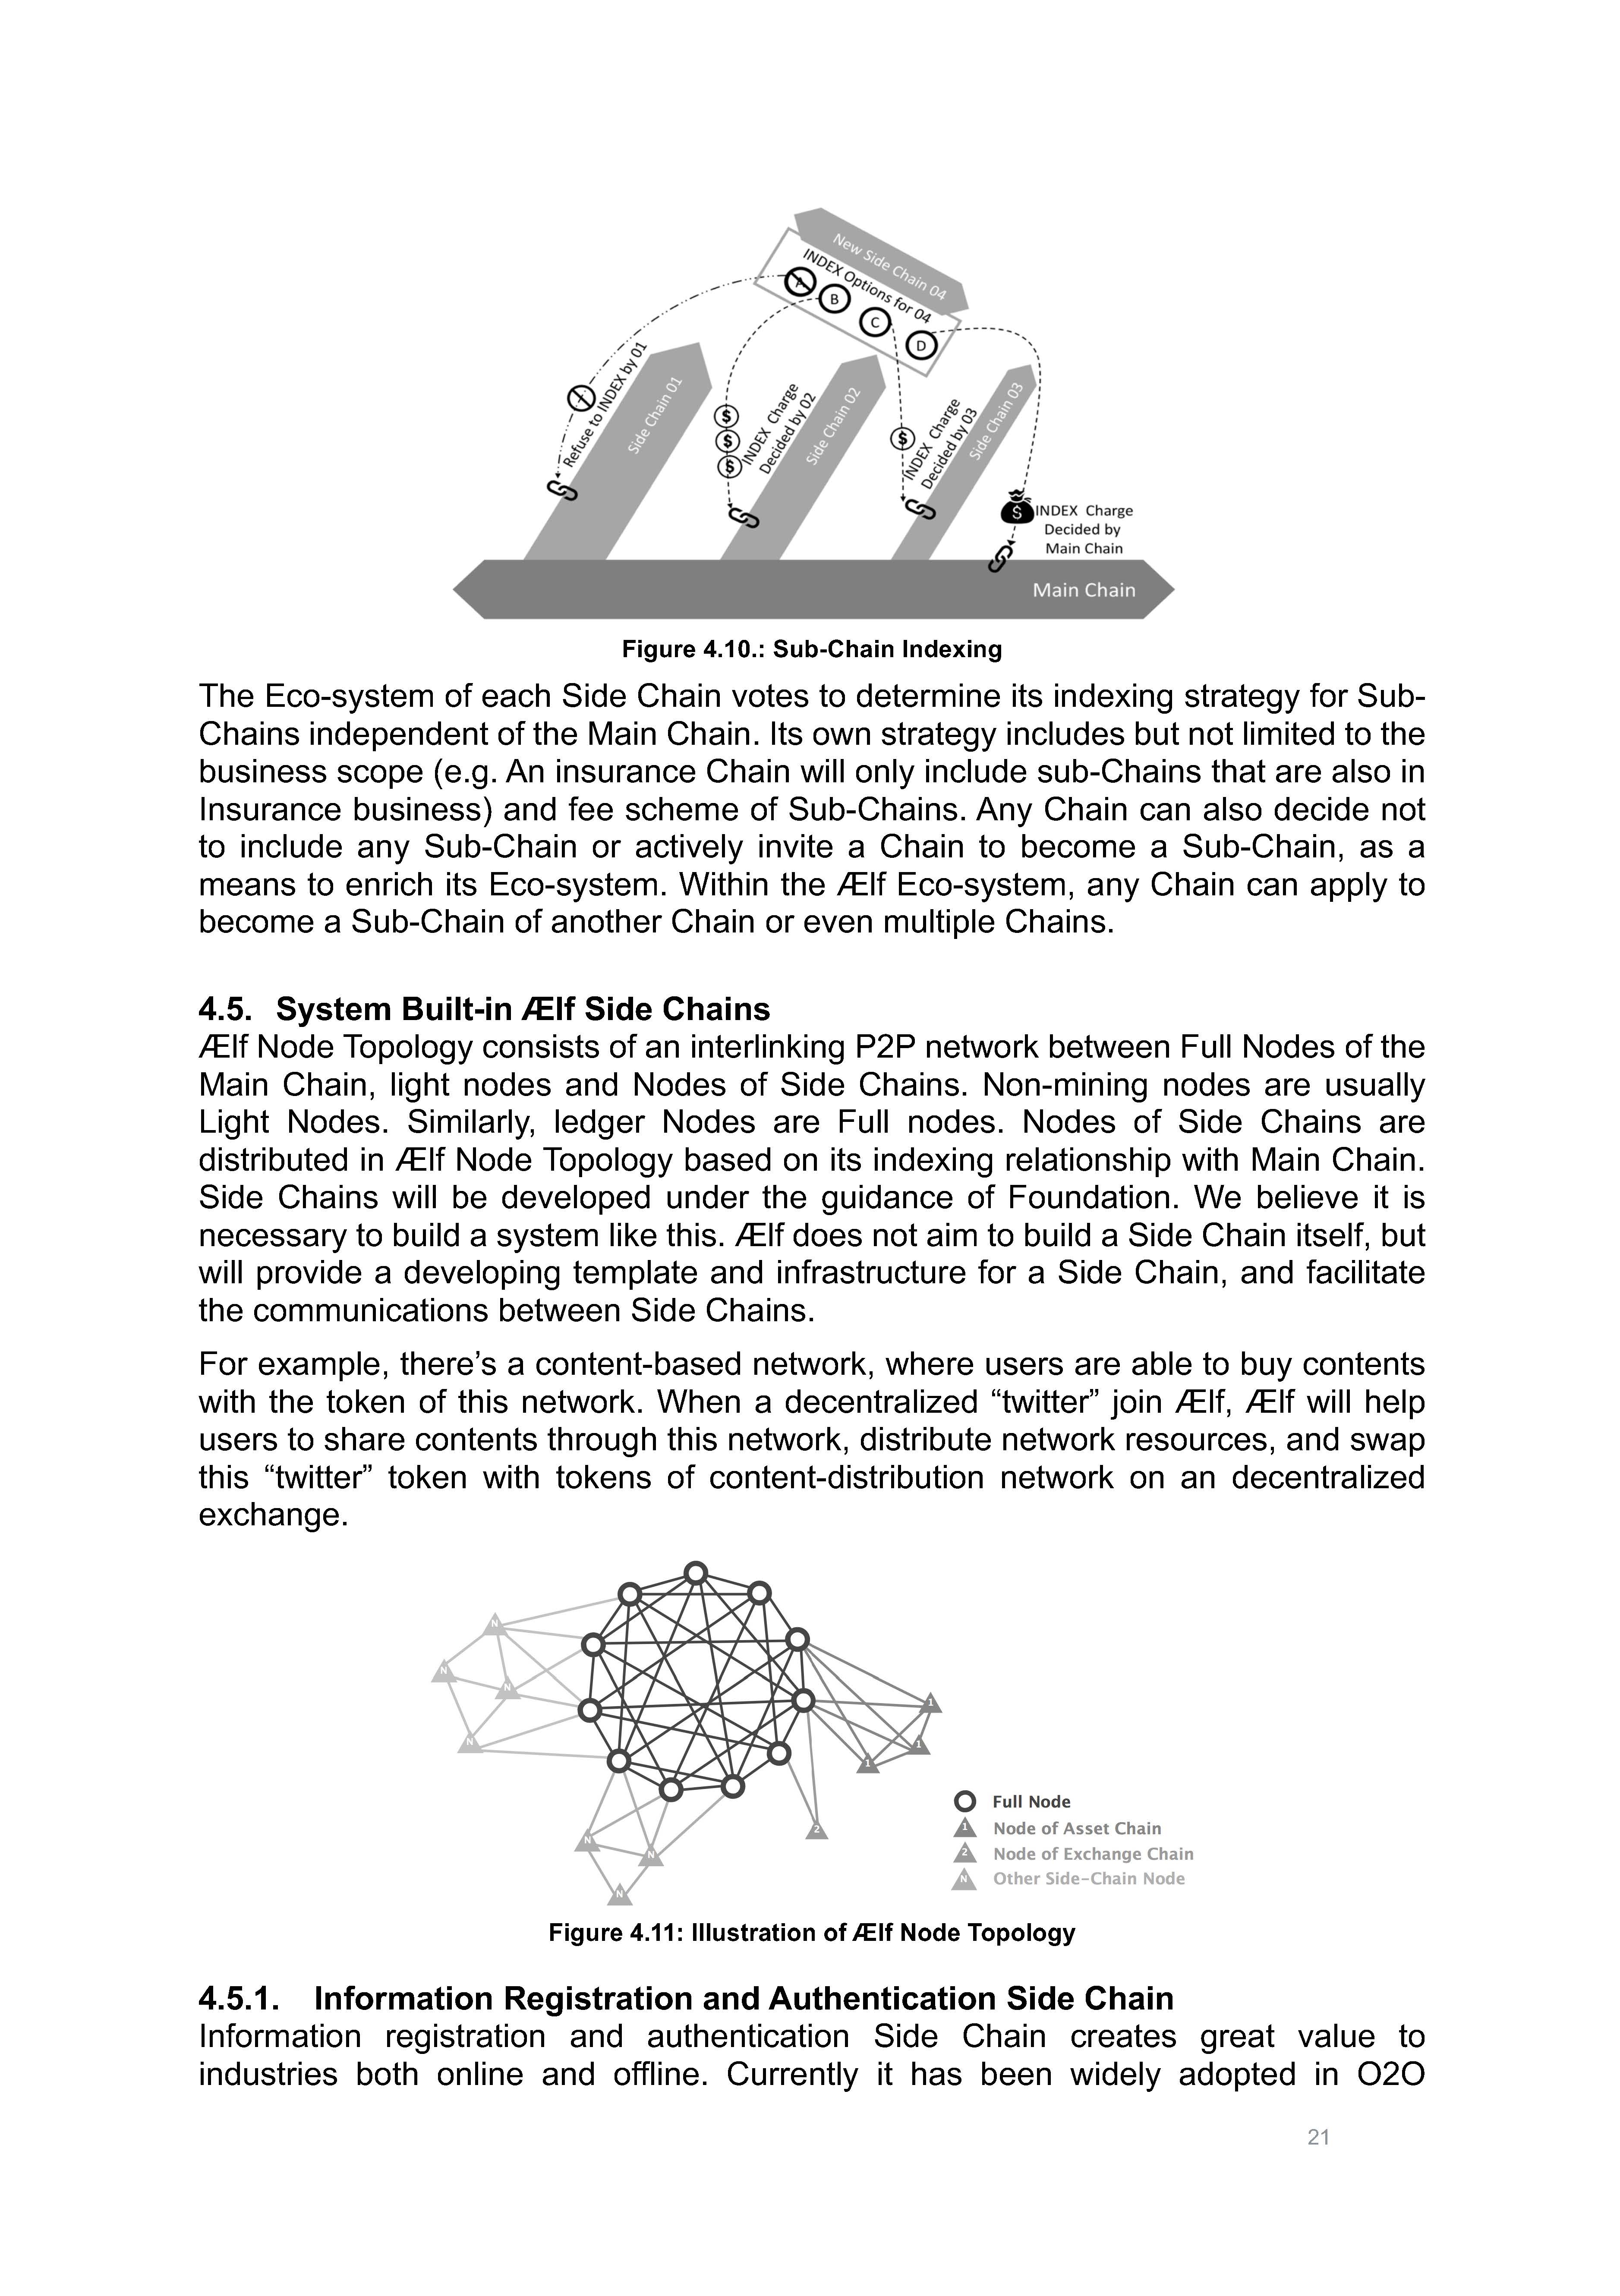 New Side Chain 04
INDEX Options for 04
A
B
C
D
Refuse to INDEX by 01
Side Chain 01
$
$
$
INDEX Charge
Decided by 02
Side Chain 02
$
INDEX Charge
Decided by 03
Side Chain 03
$
INDEX Charge
Decided by
Main Chain
Main Chain
Figure 4.10.: Sub-Chain Indexing
The Eco-system of each Side Chain votes to determine its indexing strategy for Sub-
Chains independent of the Main Chain. Its own strategy includes but not limited to the
business scope (e.g. An insurance Chain will only include sub-Chains that are also in
Insurance business) and fee scheme of Sub-Chains. Any Chain can also decide not
to include any Sub-Chain or actively invite a Chain to become a Sub-Chain, as a
means to enrich its Eco-system. Within the Ælf Eco-system, any Chain can apply to
become a Sub-Chain of another Chain or even multiple Chains.
4.5. System Built-in Ælf Side Chains
Ælf Node Topology consists of an interlinking P2P network between Full Nodes of the
Main Chain, light nodes and Nodes of Side Chains. Non-mining nodes are usually
Light Nodes. Similarly, ledger Nodes are Full nodes. Nodes of Side Chains are
distributed in Ælf Node Topology based on its indexing relationship with Main Chain.
Side Chains will be developed under the guidance of Foundation. We believe it is
necessary to build a system like this. Ælf does not aim to build a Side Chain itself, but
will provide a developing template and infrastructure for a Side Chain, and facilitate
the communications between Side Chains.
For example, there’s a content-based network, where users are able to buy contents
with the token of this network. When a decentralized “twitter” join Ælf, Ælf will help
users to share contents through this network, distribute network resources, and swap
this “twitter” token with tokens of content-distribution network on an decentralized
exchange.
N
N
N
N
1
1
1
2
N
N
N
Full Node
1 Node of Asset Chain
2 Node of Exchange Chain
N Other Side-Chain Node
Figure 4.11: Illustration of Ælf Node Topology
4.5.1. Information Registration and Authentication Side Chain
Information registration and authentication Side Chain creates great value to
industries both online and offline. Currently it has been widely adopted in O2O
21